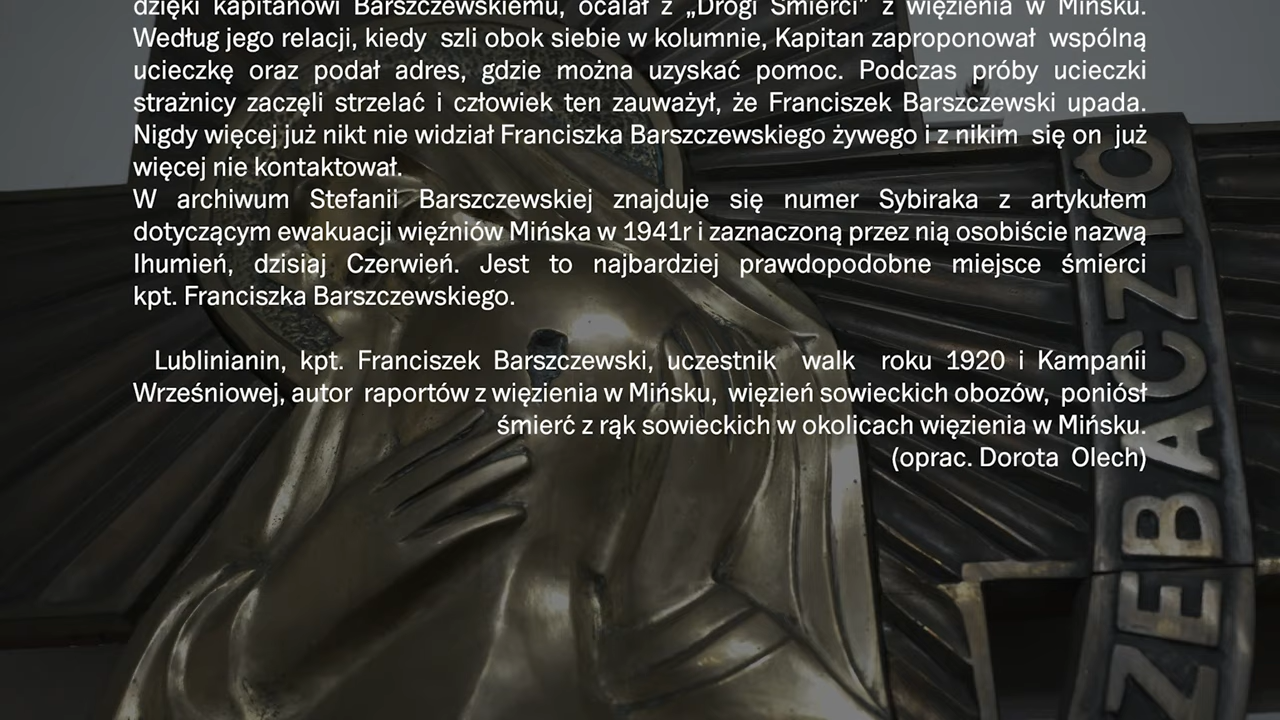 dzięki kapitanowi Barszczewskiemu, ocalał z „Drogi Śmierci” z więzienia w Mińsku.
Według jego relacji, kiedy szli obok siebie w kolumnie, Kapitan zaproponował wspólną
ucieczkę oraz podał adres, gdzie można uzyskać pomoc. Podczas próby ucieczki
strażnicy zaczęli strzelać i człowiek ten zauważył, że Franciszek Barszczewski upada.
Nigdy więcej już nikt nie widział Franciszka Barszczewskiego żywego i z nikim się on już
więcej nie kontaktował.
W archiwum Stefanii Barszczewskiej znajduje się numer Sybiraka z artykułem
dotyczącym ewakuacji więźniów Mińska w 1941r i zaznaczoną przez nią osobiście nazwą
Ihumień, dzisiaj Czerwień. Jest to najbardziej prawdopodobne miejsce śmierci
kpt. Franciszka Barszczewskiego.
Lublinianin, kpt. Franciszek Barszczewski, uczestnik walk roku 1920 i Kampanii
Wrześniowej, autor raportów z więzienia w Mińsku, więzień sowieckich obozów, poniósł
śmierć z rąk sowieckich w okolicach więzienia w Mińsku.
(oprac. Dorota Olech)
ZEBACZYĆ